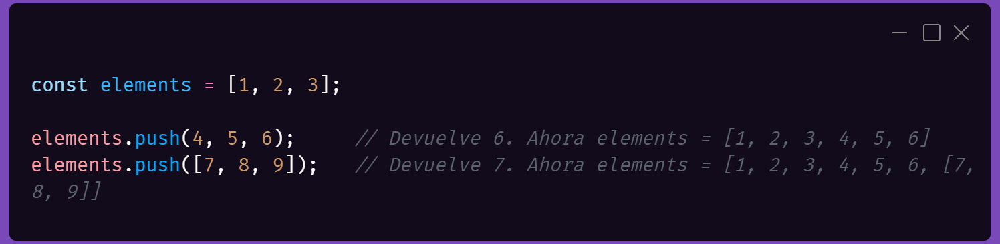 const elements = [1, 2, 3];
elements.push(4, 5, 6);     // Devuelve 6. Ahora elements = [1, 2, 3, 4, 5, 6]
elements.push([7, 8, 9]);   // Devuelve 7. Ahora elements = [1, 2, 3, 4, 5, 6, [7,
8, 9]]